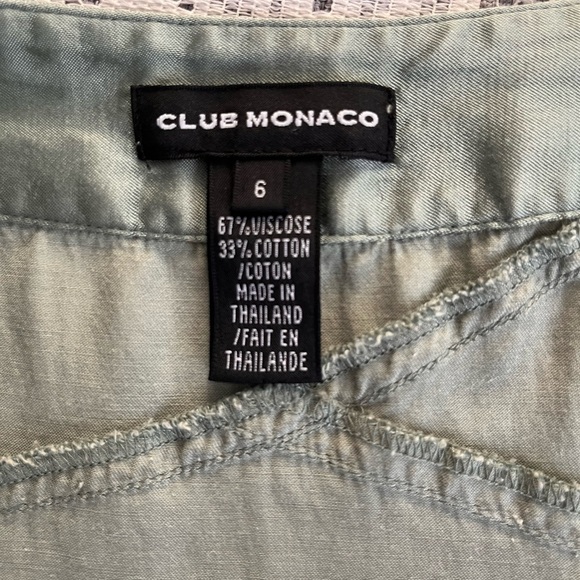 CLUB MONACO
6
67%VISCOSE
33%COTTON
/COTON
MADE IN
THAILAND
/FAIT EN
THAILANDE